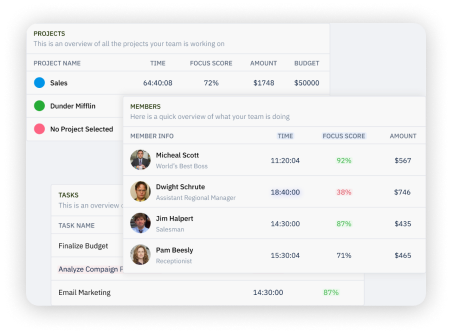 PROJECTS
This is an overview of all the projects your team is working on
PROJECT NAME TIME FOCUS SCORE AMOUNT BUDGET
Sales 64:40:08 72% $1748 $50000
Dunder Mifflin
No Project Selected
MEMBERS
Here is a quick overview of what your team is doing
MEMBER INFO TIME FOCUS SCORE AMOUNT
Micheal Scott
World's Best Boss
11:20:04 92% $567
Dwight Schrute
Assistant Regional Manager
18:40:00 38% $746
Jim Halpert
Salesman
14:30:00 87% $435
Pam Beesly
Receptionist
15:30:04 71% $465
TASKS
This is an overview
TASK NAME
Finalize Budget
Analyze Campaign
Email Marketing 14:30:00 87%